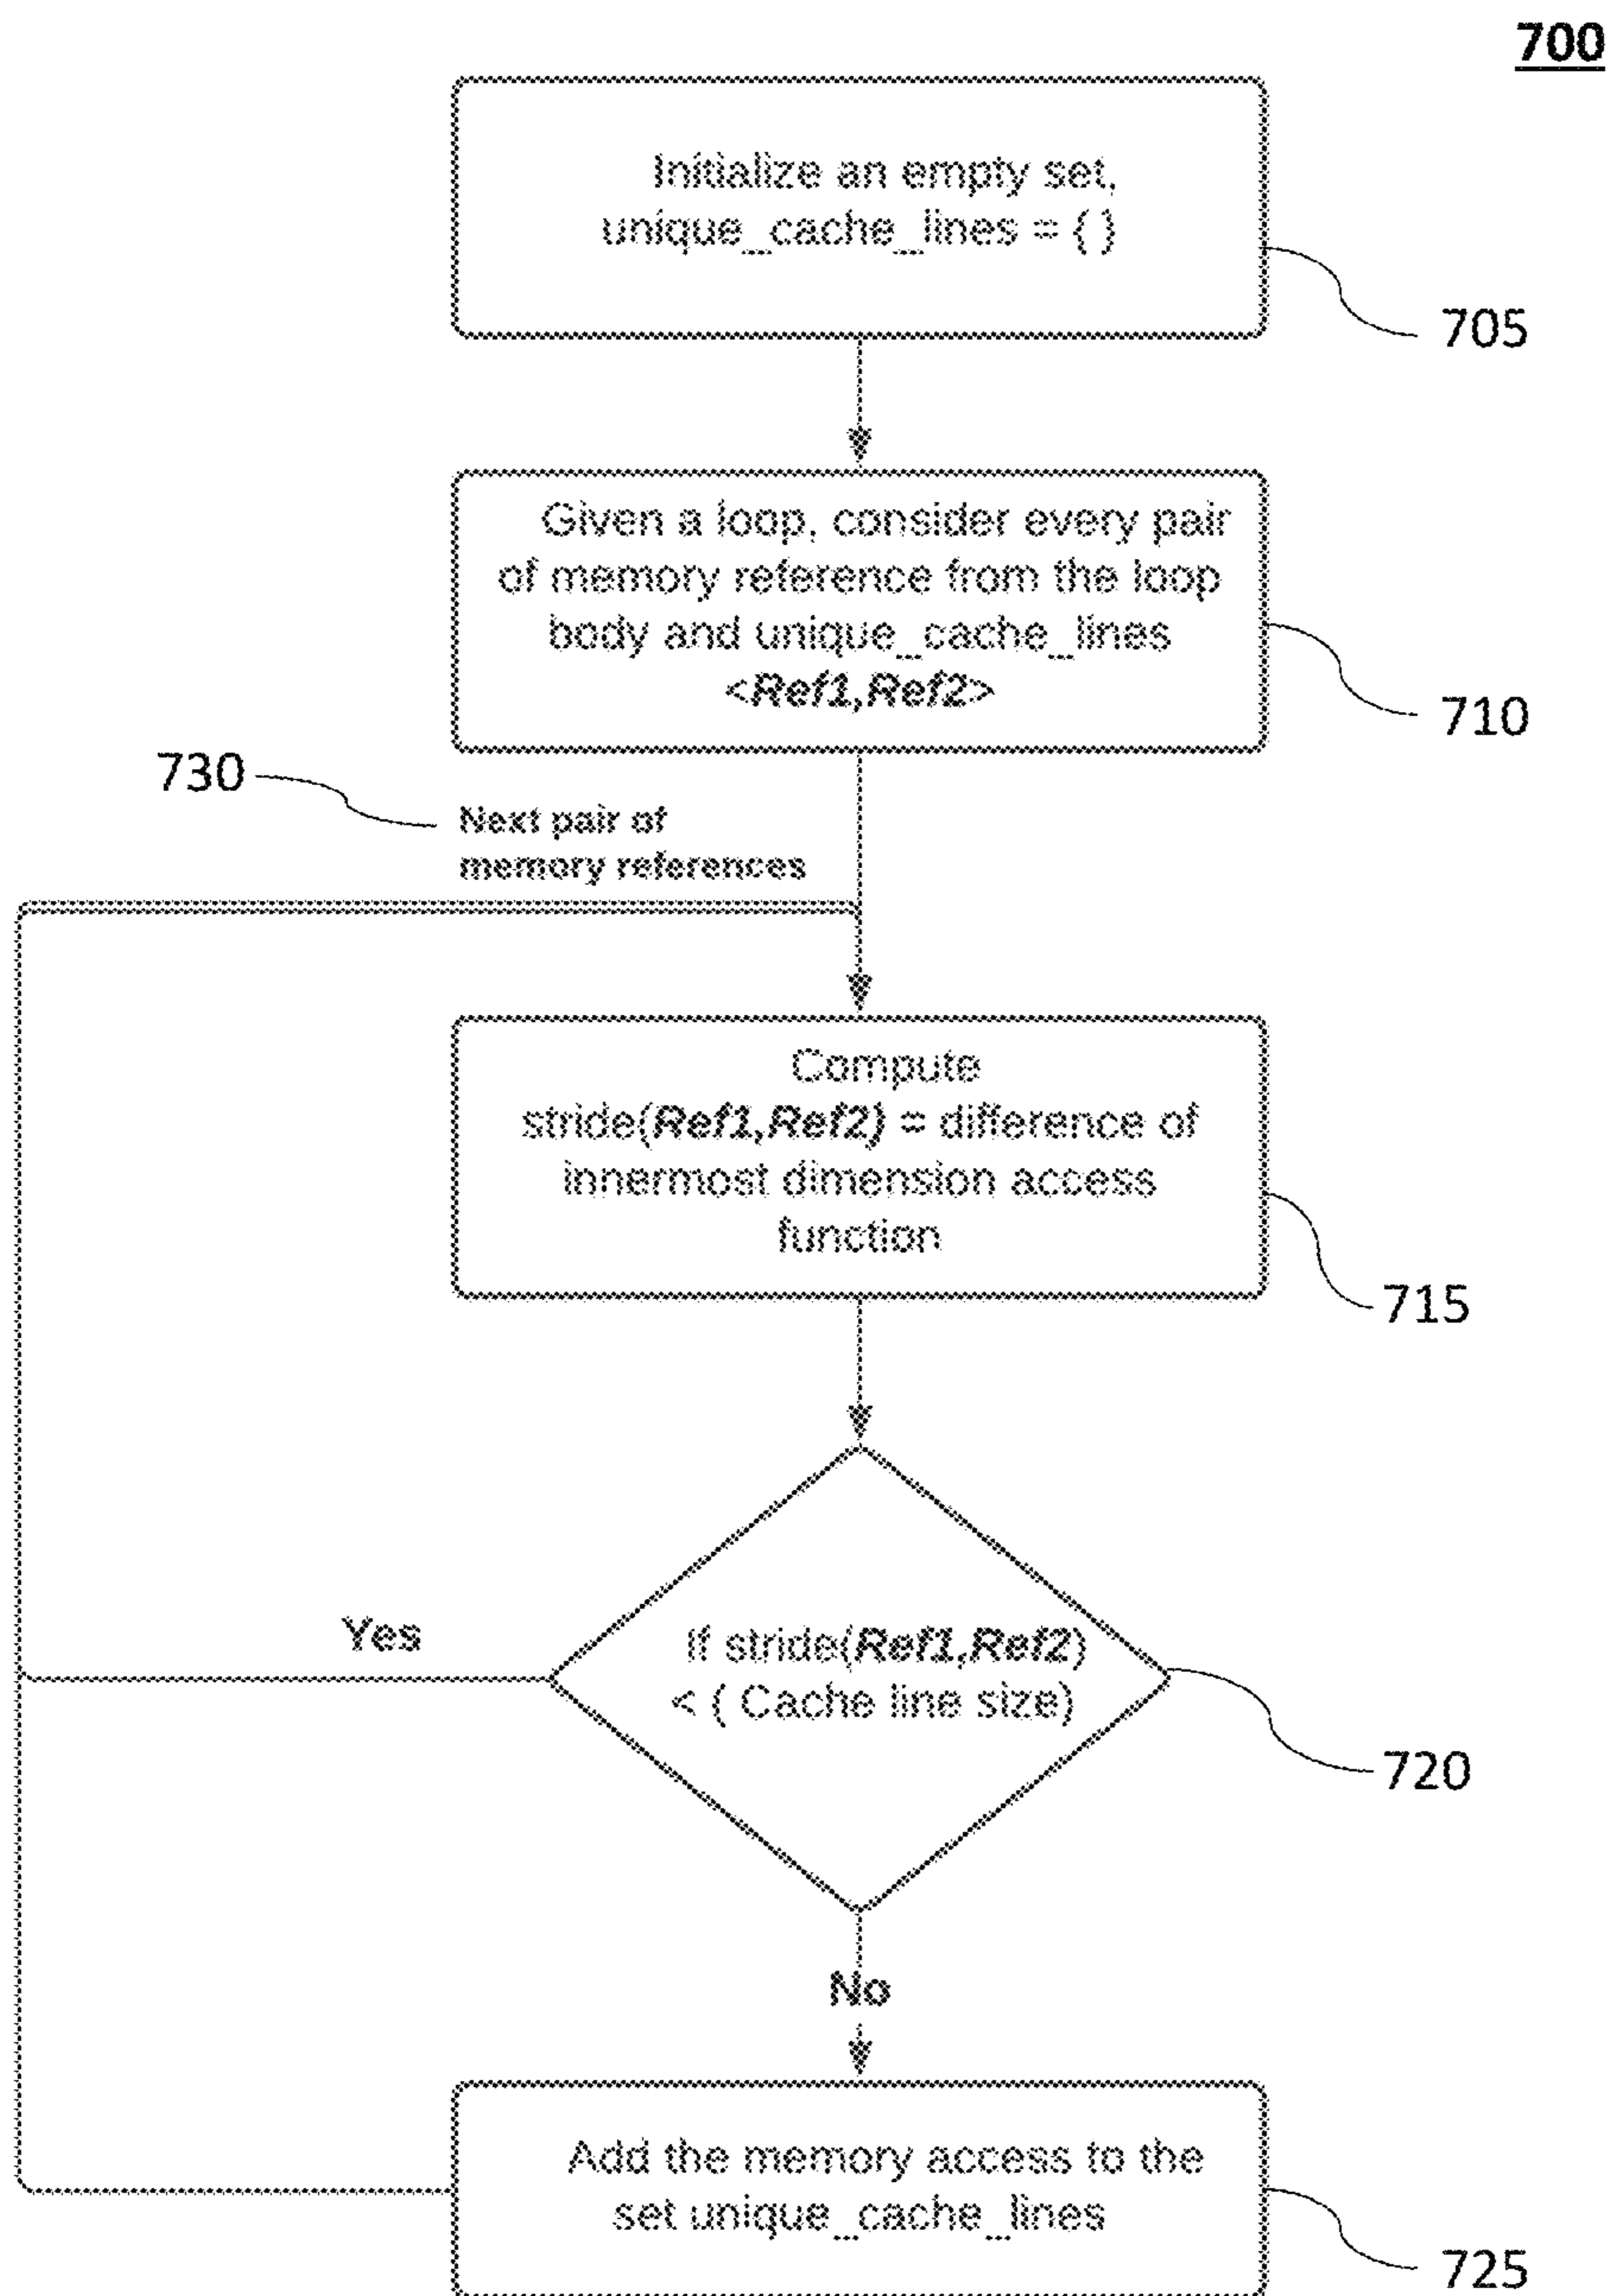 700
Initialize an empty set,
unique_cache_lines = { }
705
Given a loop, consider every pair
of memory reference from the loop
body and unique_cache_lines
<Ref1,Ref2>
710
730
Next pair of
memory references
Compute
stride(Ref1,Ref2) = difference of
innermost dimension access
function
715
Yes
If stride(Ref1,Ref2)
< ( Cache line size)
720
No
Add the memory access to the
set unique_cache_lines
725